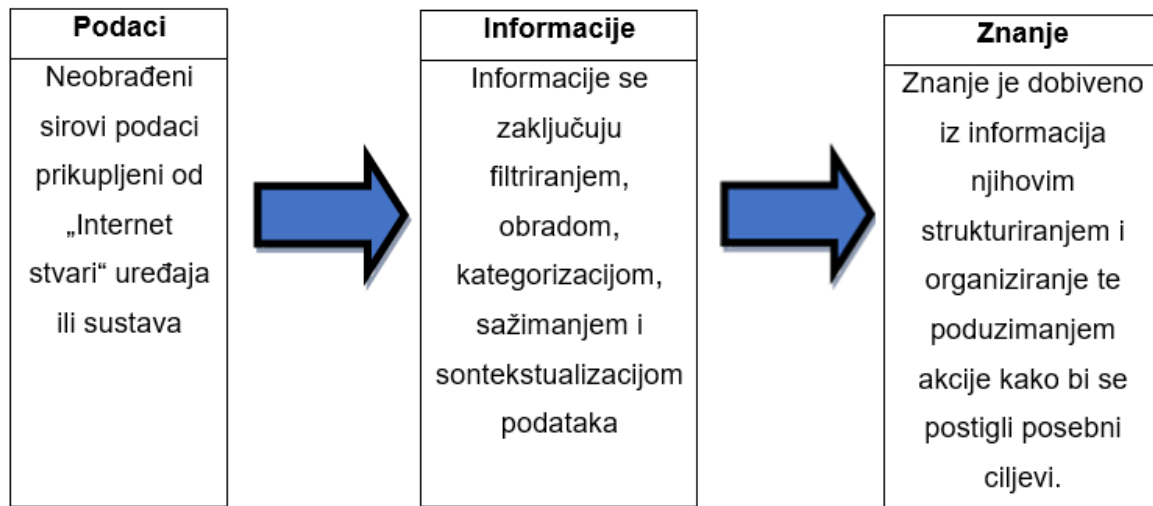 Podaci
Neobrađeni
sirovi podaci
prikupljeni od
„Internet
stvari“ uređaja
ili sustava
Informacije
Informacije se
zaključuju
filtriranjem,
obradom,
kategorizacijom,
sažimanjem i
sontekstualizacijom
podataka
Znanje
Znanje je dobiveno
iz informacija
njihovim
strukturiranjem i
organiziranje te
poduzimanjem
akcije kako bi se
postigli posebni
ciljevi.